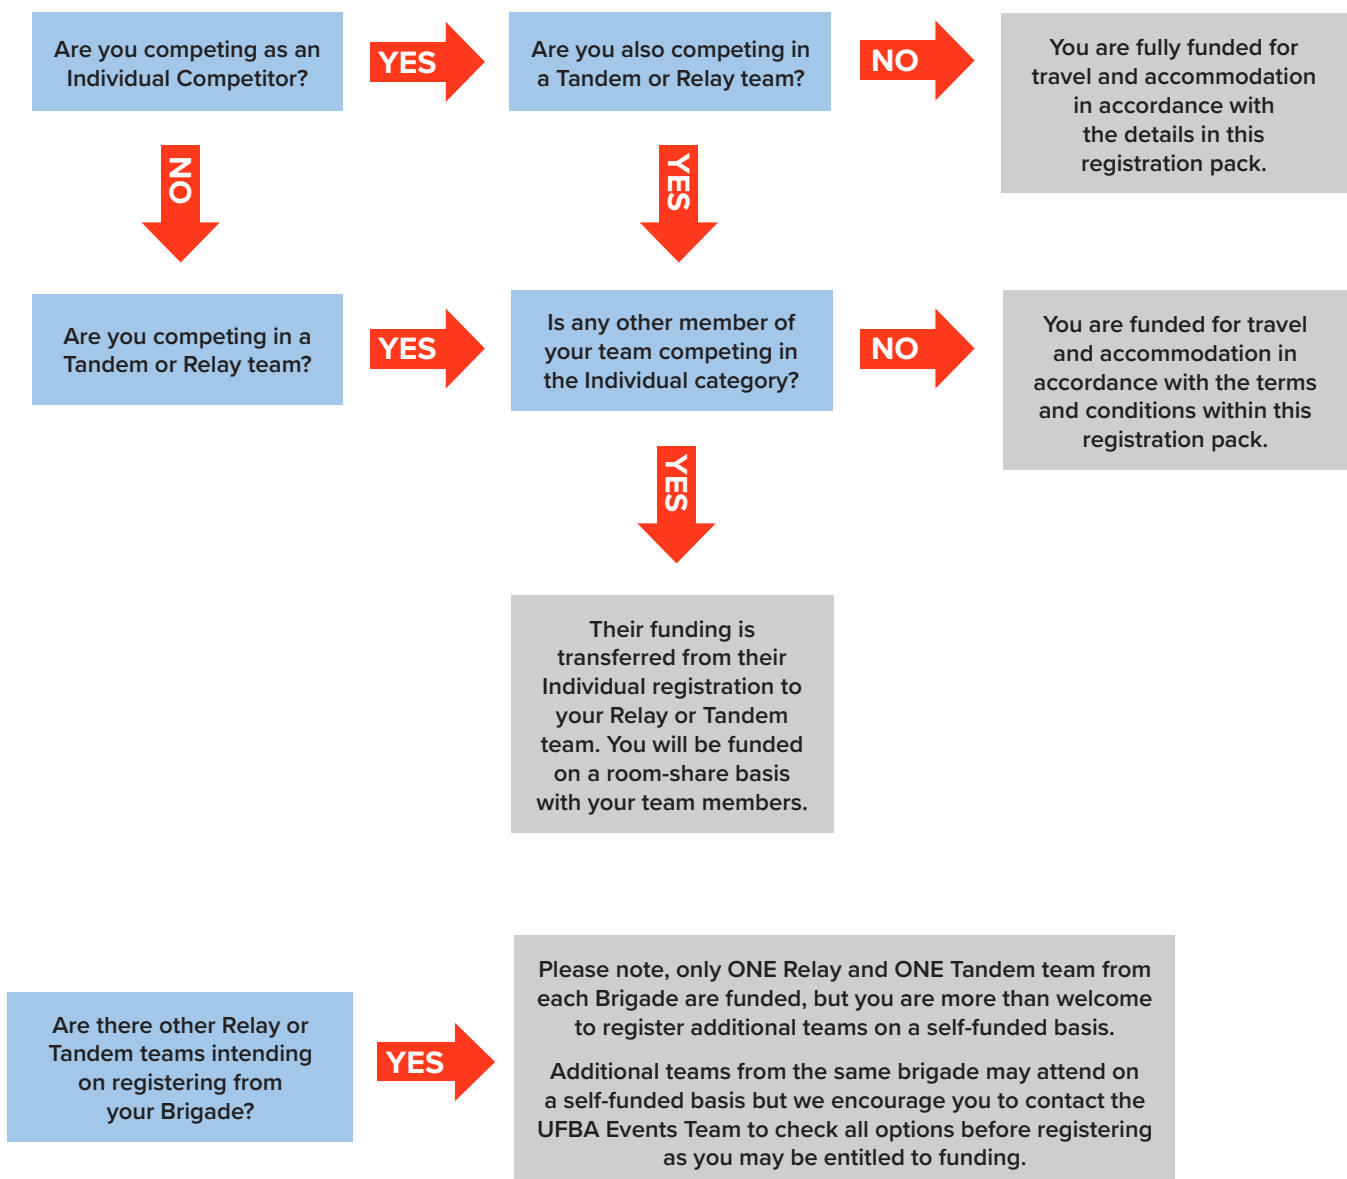 Are you competing as an
Individual Competitor?
YES
Are you also competing in
a Tandem or Relay team?
NO
You are fully funded for
travel and accommodation
in accordance with
the details in this
registration pack.
NO
YES
Are you competing in a
Tandem or Relay team?
YES
Is any other member of
your team competing in
the Individual category?
NO
You are funded for travel
and accommodation in
accordance with the terms
and conditions within this
registration pack.
YES
Their funding is
transferred from their
Individual registration to
your Relay or Tandem
team. You will be funded
on a room-share basis
with your team members.
Are there other Relay or
Tandem teams intending
on registering from
your Brigade?
YES
Please note, only ONE Relay and ONE Tandem team from
each Brigade are funded, but you are more than welcome
to register additional teams on a self-funded basis.
Additional teams from the same brigade may attend on
a self-funded basis but we encourage you to contact the
UFBA Events Team to check all options before registering
as you may be entitled to funding.